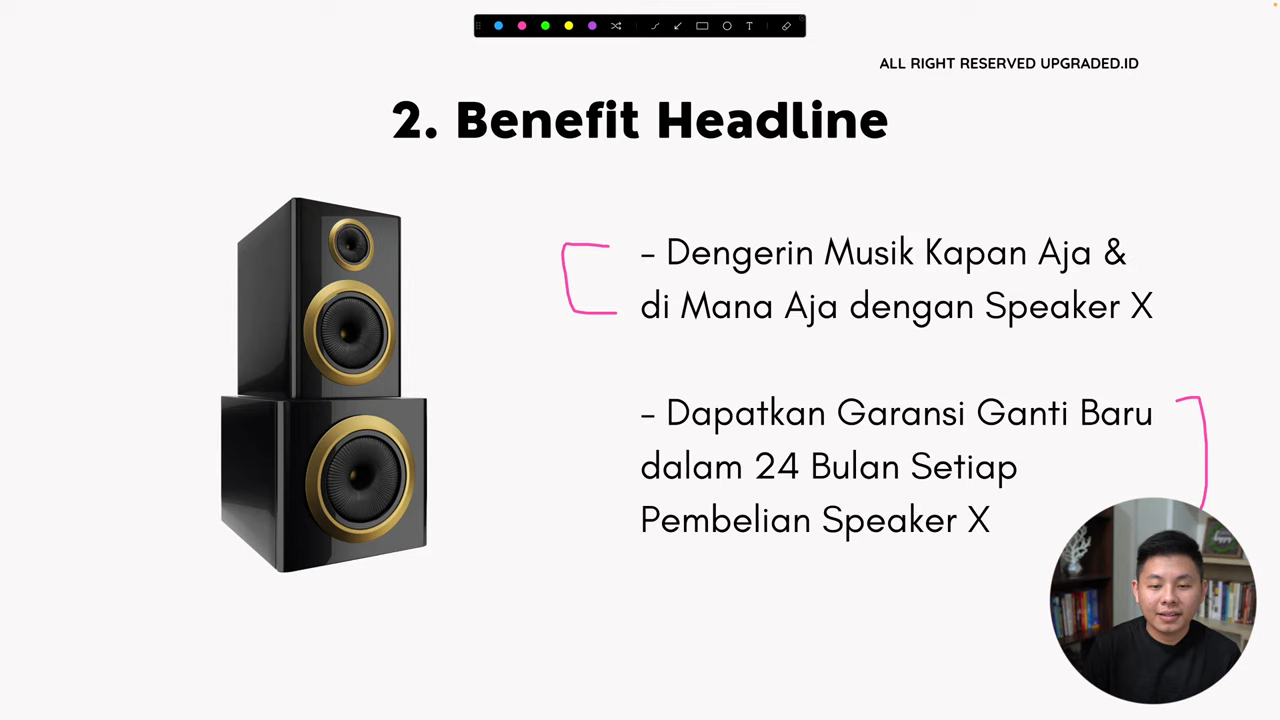 ALL RIGHT RESERVED UPGRADED.ID
2. Benefit Headline
- Dengerin Musik Kapan Aja &
di Mana Aja dengan Speaker X
- Dapatkan Garansi Ganti Baru
dalam 24 Bulan Setiap
Pembelian Speaker X